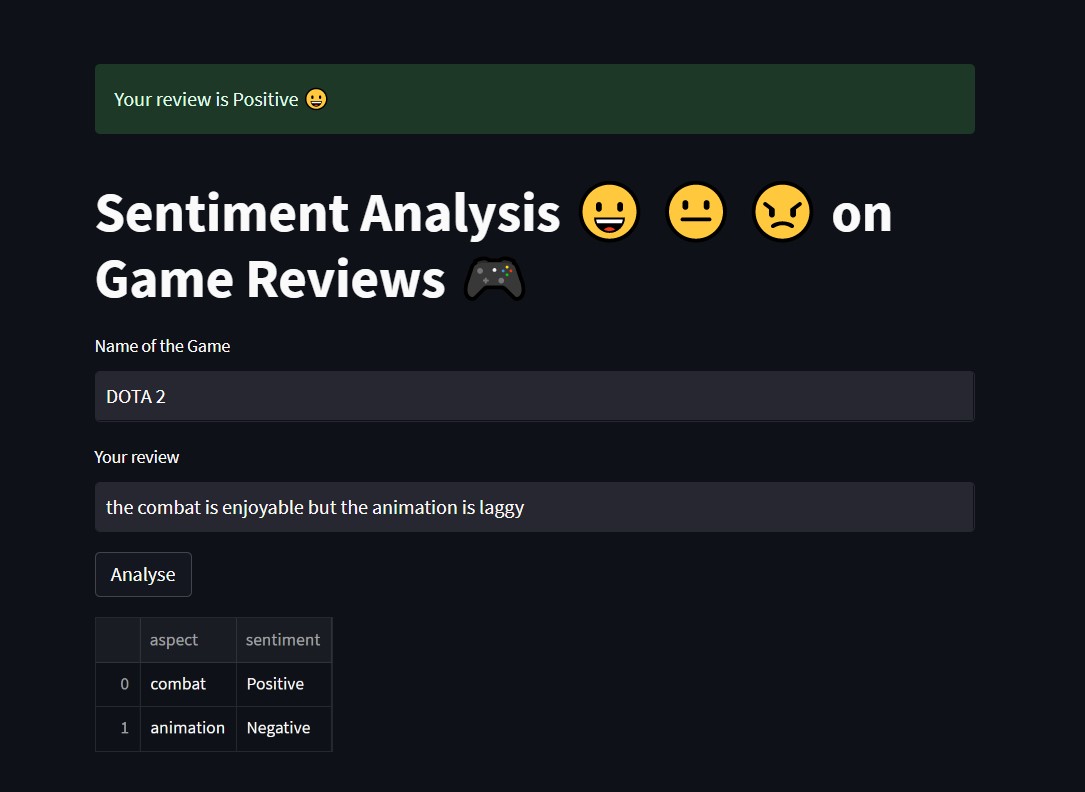 Your review is Positive 😀
Sentiment Analysis 😀 😐 😠 on
Game Reviews 🎮
Name of the Game
DOTA 2
Your review
the combat is enjoyable but the animation is laggy
Analyse
aspect sentiment
0 combat Positive
1 animation Negative